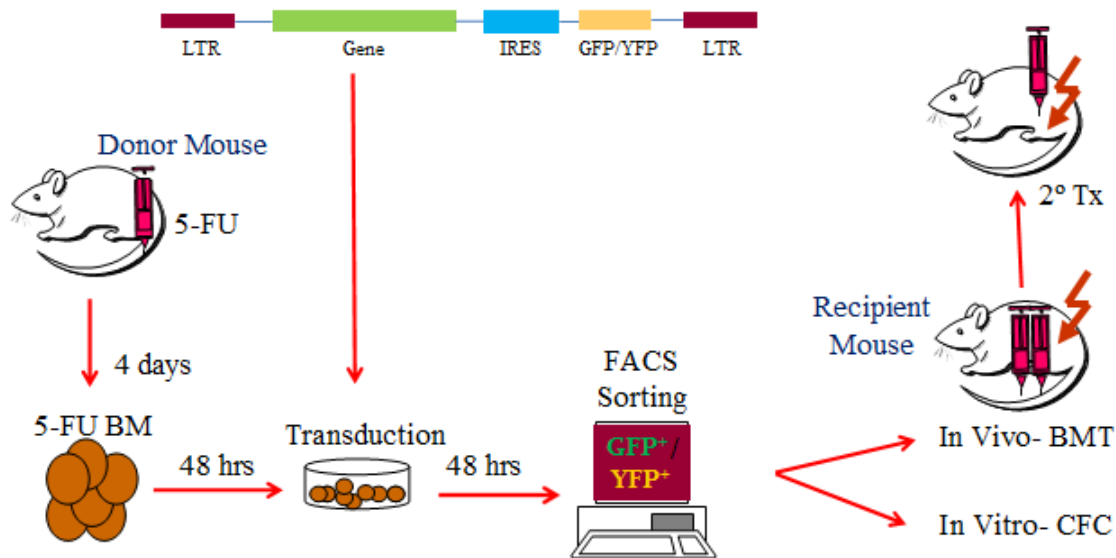 LTR
Gene
IRES
GFP/YFP
LTR
Donor Mouse
5-FU
4 days
5-FU BM
48 hrs
Transduction
48 hrs
FACS
Sorting
GFP⁺/
YFP⁺
2º Tx
Recipient
Mouse
In Vivo- BMT
In Vitro- CFC